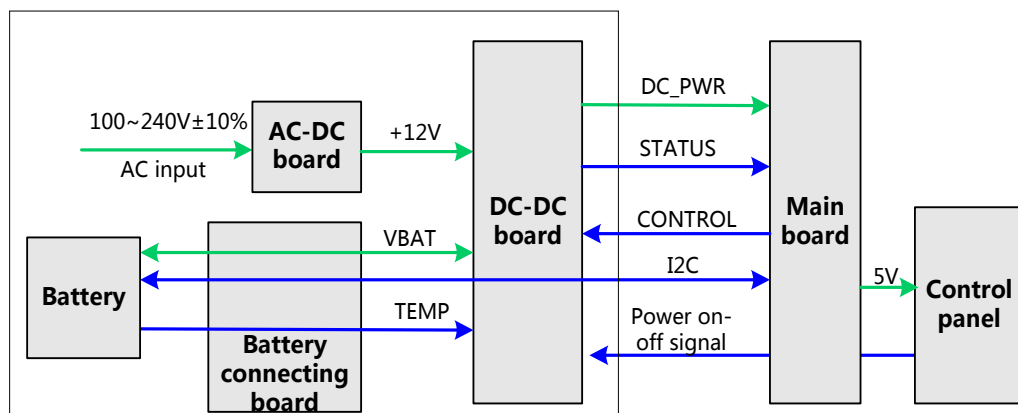 DC_PWR
100~240V±10%
AC-DC
board
+12V
AC input
STATUS
DC-DC
board
CONTROL
Main
board
VBAT
I2C
5V
Battery
Control
panel
TEMP
Power on-
off signal
Battery
connecting
board